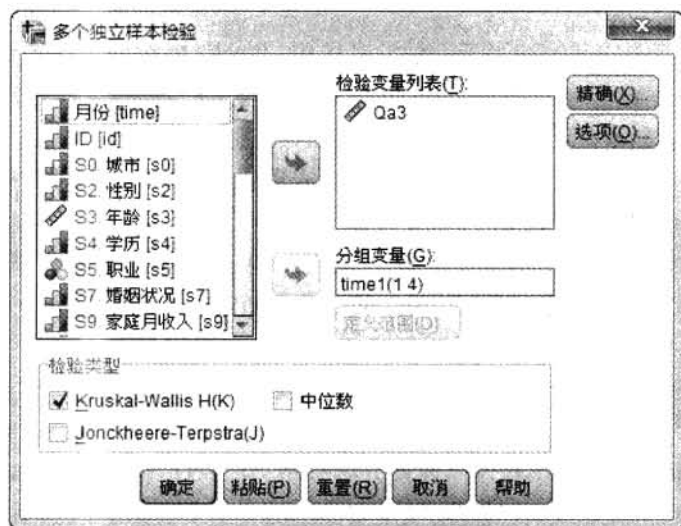 多个独立样本检验
月份 [time]
ID [id]
S0. 城市 [s0]
S2. 性别 [s2]
S3. 年龄 [s3]
S4. 学历 [s4]
S5. 职业 [s5]
S7. 婚姻状况 [s7]
S9. 家庭月收入 [s9]
检验变量列表(T):
Qa3
精确(X)...
选项(O)...
分组变量(G):
time1(1 4)
定义范围(D)
检验类型
Kruskal-Wallis H(K) 中位数
Jonckheere-Terpstra(J)
确定 粘贴(P) 重置(R) 取消 帮助